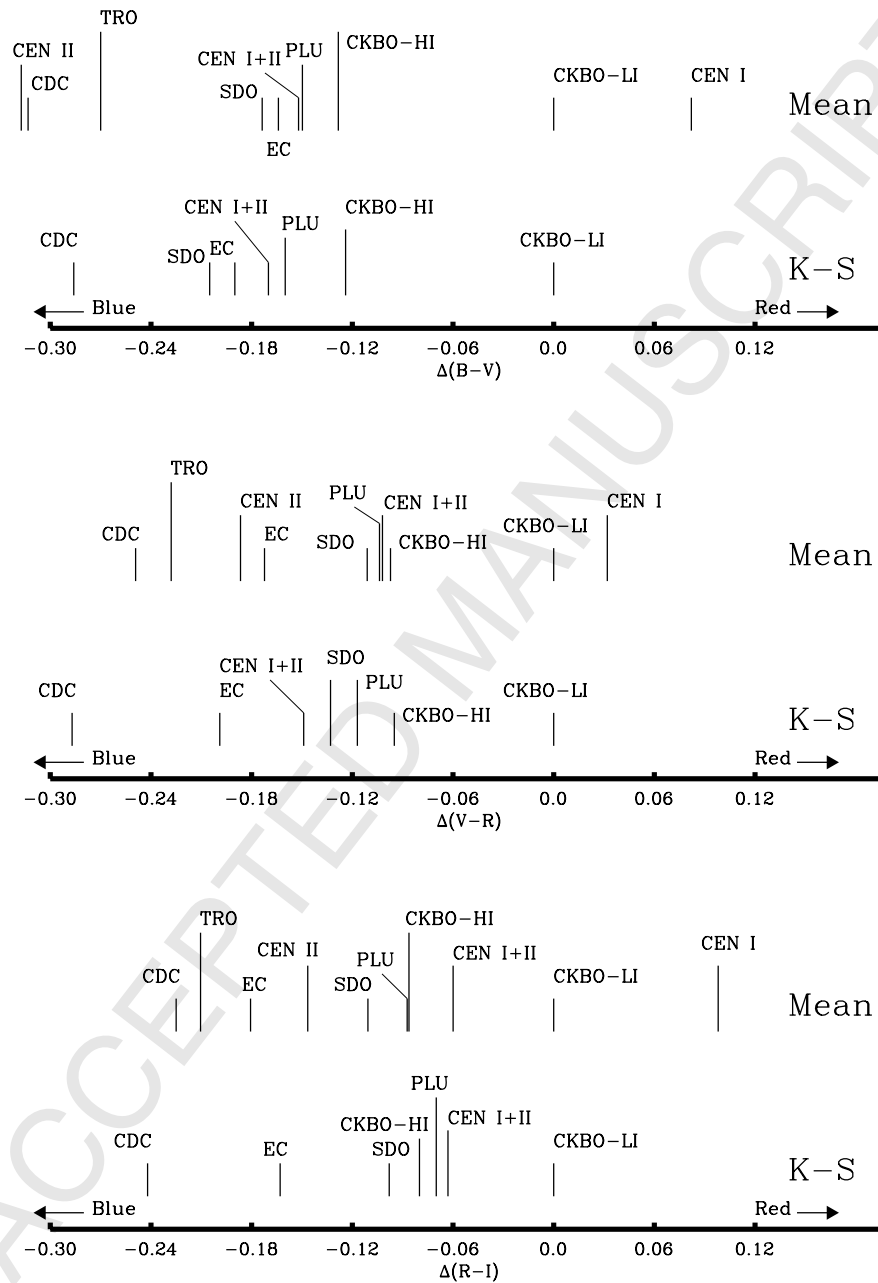 TRO
CEN II
CDC
CEN I+II
PLU
CKBO-HI
SDO
EC
CKBO-LI
CEN I
Mean
CDC
SDO
EC
CEN I+II
PLU
CKBO-HI
CKBO-LI
K-S
Blue
Red
-0.30 -0.24 -0.18 -0.12 -0.06 0.0 0.06 0.12
Δ(B-V)
TRO
CDC
CEN II
EC
SDO
PLU
CEN I+II
CKBO-HI
CKBO-LI
CEN I
Mean
CDC
EC
CEN I+II
SDO
PLU
CKBO-HI
CKBO-LI
K-S
Blue
Red
-0.30 -0.24 -0.18 -0.12 -0.06 0.0 0.06 0.12
Δ(V-R)
TRO
CDC
EC
CEN II
SDO
PLU
CKBO-HI
CEN I+II
CKBO-LI
CEN I
Mean
CDC
EC
SDO
CKBO-HI
PLU
CEN I+II
CKBO-LI
K-S
Blue
Red
-0.30 -0.24 -0.18 -0.12 -0.06 0.0 0.06 0.12
Δ(R-I)
ACCEPTED MANUSCRIPT